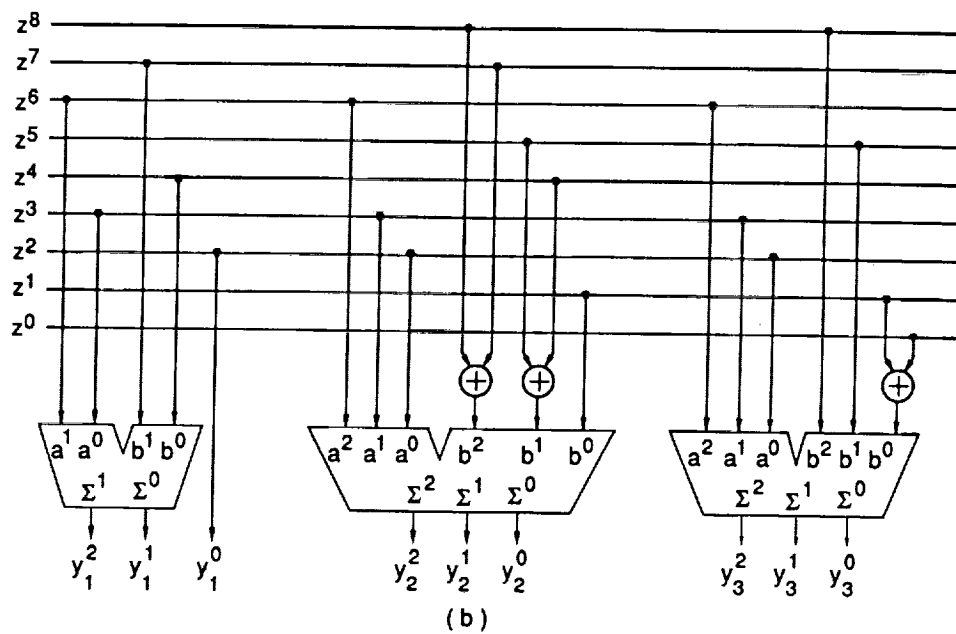 z⁸
z⁷
z⁶
z⁵
z⁴
z³
z²
z¹
z⁰
a¹ a⁰ b¹ b⁰
Σ¹ Σ⁰
y₁² y₁¹ y₁⁰
a² a¹ a⁰ b² b¹ b⁰
Σ² Σ¹ Σ⁰
y₂² y₂¹ y₂⁰
a² a¹ a⁰ b² b¹ b⁰
Σ² Σ¹ Σ⁰
y₃² y₃¹ y₃⁰
(b)